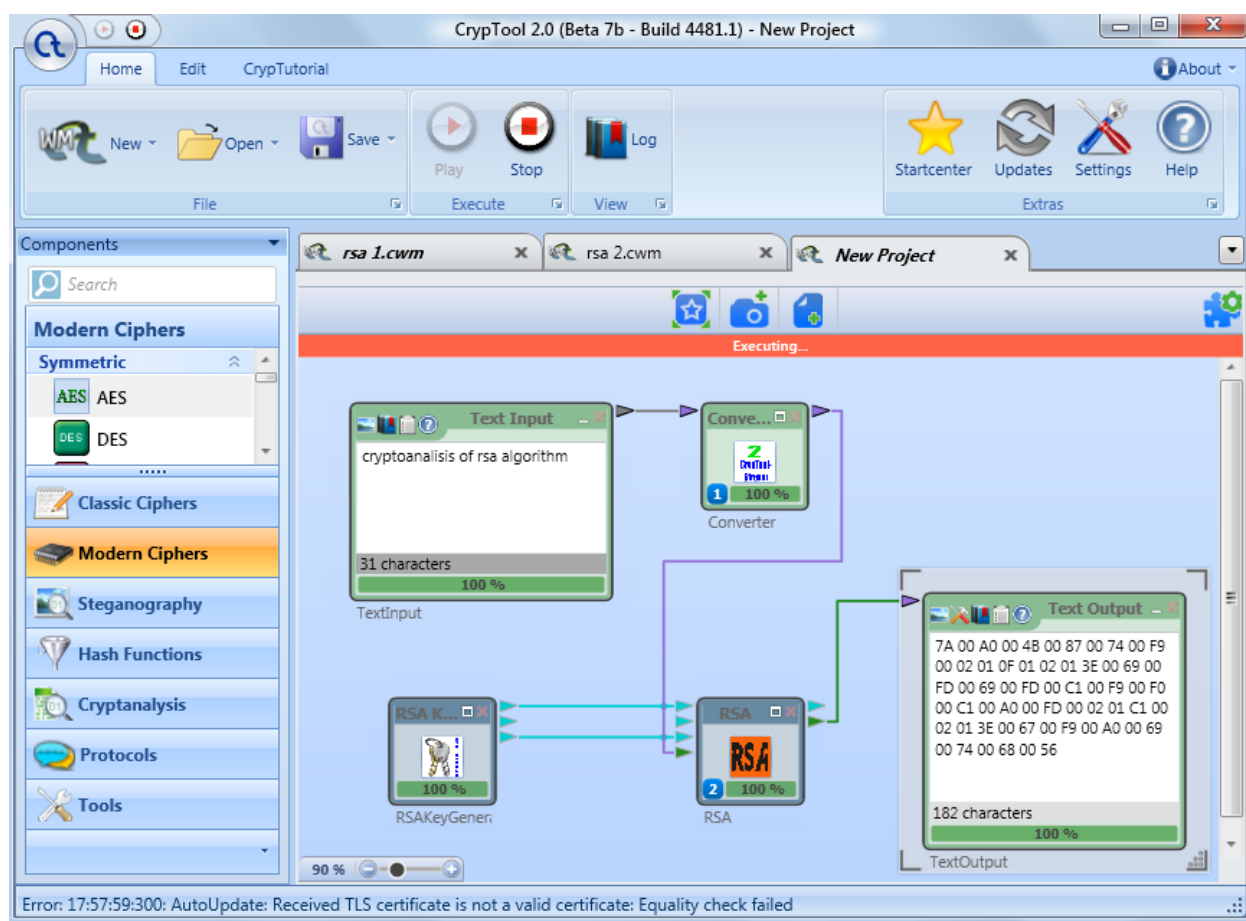 CrypTool 2.0 (Beta 7b - Build 4481.1) - New Project
Home Edit CrypTutorial About
New Open Save Play Stop Log Startcenter Updates Settings Help
File Execute View Extras
Components
rsa 1.cwm rsa 2.cwm New Project
Search
Modern Ciphers
Symmetric
AES AES
DES DES
Classic Ciphers
Modern Ciphers
Steganography
Hash Functions
Cryptanalysis
Protocols
Tools
Executing...
Text Input
cryptoanalisis of rsa algorithm
31 characters
100 %
TextInput
Conve...
2
1 100 %
Converter
RSA K...
100 %
RSAKeyGener
RSA
RSA
2 100 %
RSA
Text Output
7A 00 A0 00 4B 00 87 00 74 00 F9
00 02 01 0F 01 02 01 3E 00 69 00
FD 00 69 00 FD 00 C1 00 F9 00 F0
00 C1 00 A0 00 FD 00 02 01 C1 00
02 01 3E 00 67 00 F9 00 A0 00 69
00 74 00 68 00 56
182 characters
100 %
TextOutput
90 %
Error: 17:57:59:300: AutoUpdate: Received TLS certificate is not a valid certificate: Equality check failed